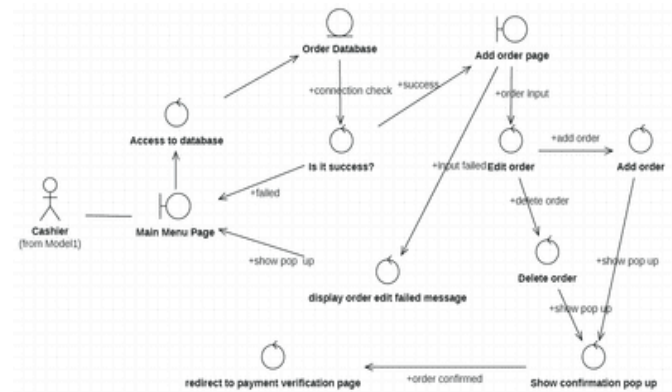 Order Database
Add order page
+connection check
+success
+order input
Access to database
Is it success?
+input failed
Edit order
+add order
Add order
+failed
+delete order
Cashier
(from Model1)
Main Menu Page
+show pop up
Delete order
+show pop up
display order edit failed message
+show pop up
redirect to payment verification page
+order confirmed
Show confirmation pop up